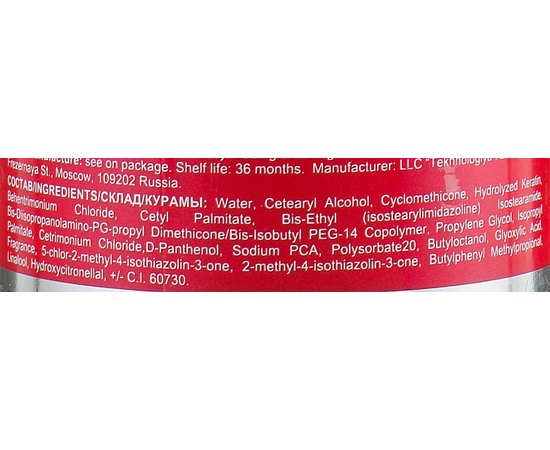 see on package. Shelf life: 36 months. Manufacturer: LLC
Frezernaya St., Moscow, 109202 Russia.
СОСТАВ/INGREDIENTS/СКЛАД/КУРАМЫ: Water, Cetearyl Alcohol, Cyclomethicone, Hydrolyzed Keratin,
Behentrimonium Chloride, Cetyl Palmitate, Bis-Ethyl (isostearylimidazoline) Isostearamide,
Bis-Diisopropanolamino-PG-propyl Dimethicone/Bis-Isobutyl PEG-14 Copolymer, Propylene Glycol, Isopropyl
Palmitate, Cetrimonium Chloride,D-Panthenol, Sodium PCA, Polysorbate20, Butyloctanol, Glyoxylic Acid,
Fragrance, 5-chlor-2-methyl-4-isothiazolin-3-one, 2-methyl-4-isothiazolin-3-one, Butylphenyl Methylpropional,
Linalool, Hydroxycitronellal, +/- C.I. 60730.